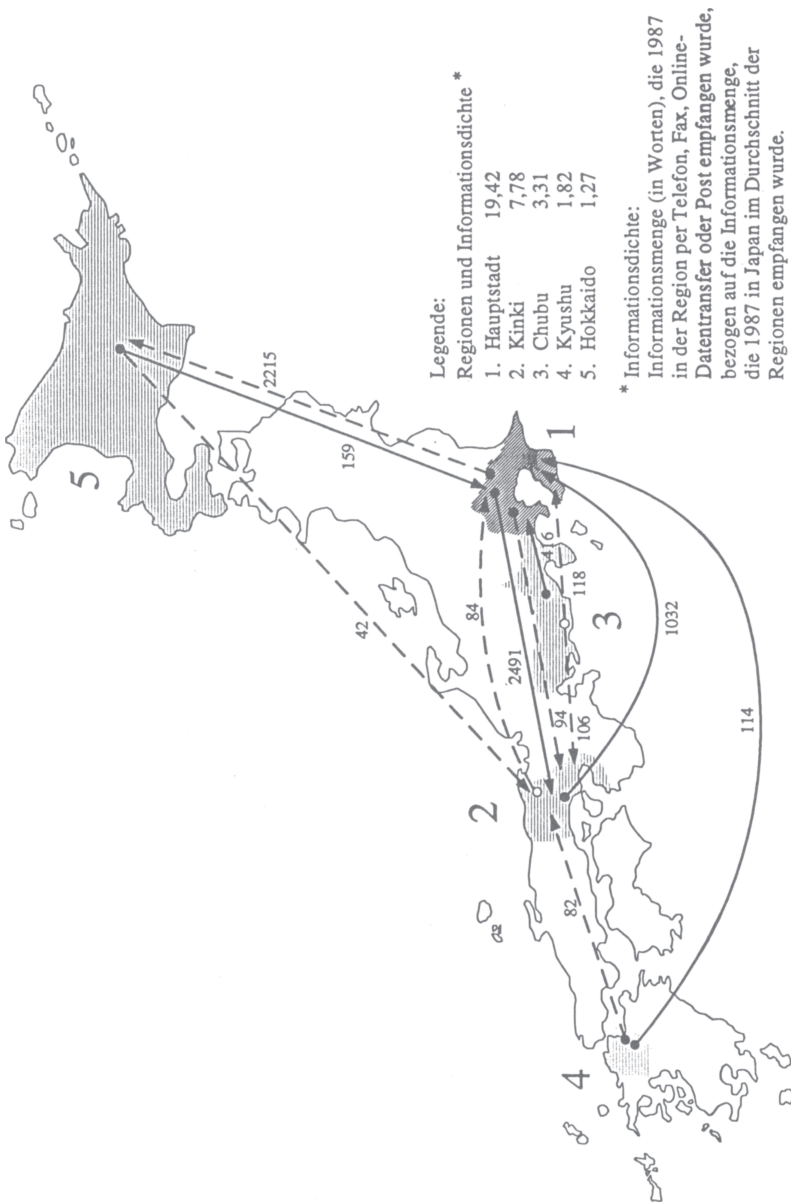 5
2215
159
42
84
2491
416
118
94
106
1
3
2
1032
114
82
4
Legende:
Regionen und Informationsdichte *
1. Hauptstadt 19,42
2. Kinki 7,78
3. Chubu 3,31
4. Kyushu 1,82
5. Hokkaido 1,27
* Informationsdichte:
Informationsmenge (in Worten), die 1987
in der Region per Telefon, Fax, Online-
Datentransfer oder Post empfangen wurde,
bezogen auf die Informationsmenge,
die 1987 in Japan im Durchschnitt der
Regionen empfangen wurde.